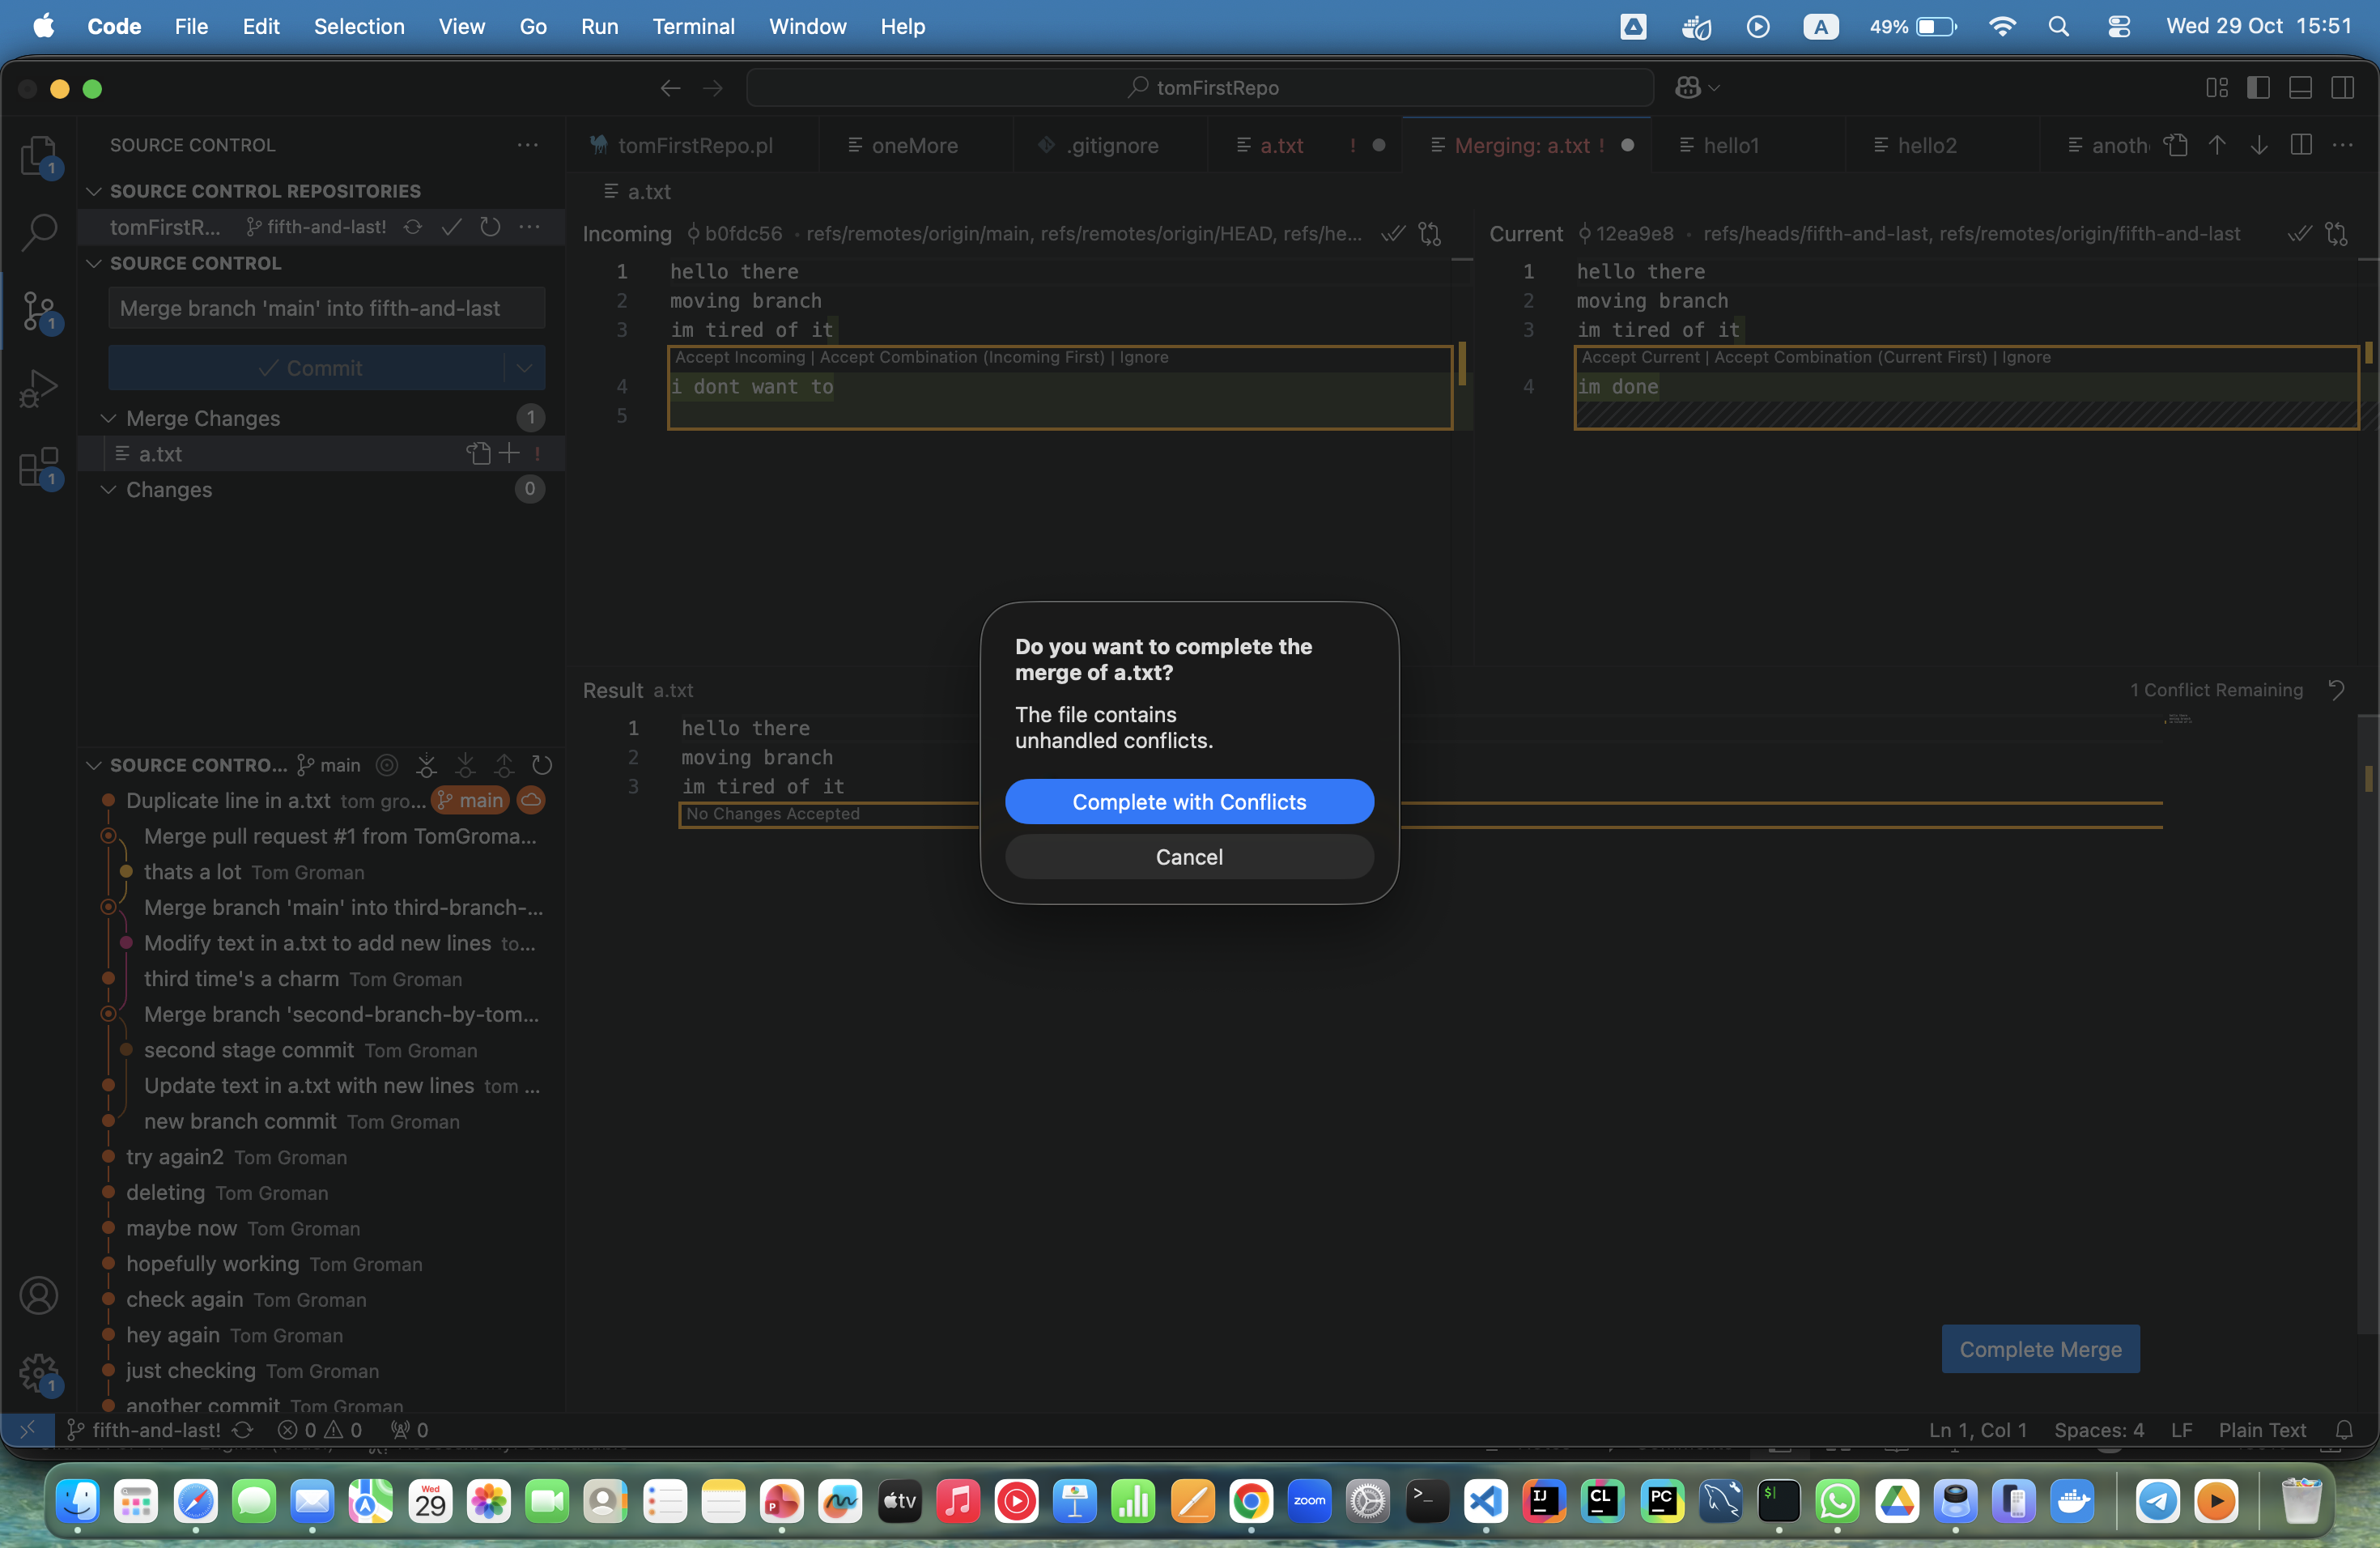 Code File Edit Selection View Go Run Terminal Window Help A 49% Wed 29 Oct 15:51
tomFirstRepo
SOURCE CONTROL
SOURCE CONTROL REPOSITORIES
tomFirstR... fifth-and-last!
SOURCE CONTROL
Merge branch 'main' into fifth-and-last
Commit
Merge Changes 1
a.txt !
Changes 0
1
1
1
1
tomFirstRepo.pl oneMore .gitignore a.txt ! Merging: a.txt ! hello1 hello2 anoth
a.txt
Incoming b0fdc56 • refs/remotes/origin/main, refs/remotes/origin/HEAD, refs/he...
1 hello there
2 moving branch
3 im tired of it
Accept Incoming | Accept Combination (Incoming First) | Ignore
4 i dont want to
5
Current 12ea9e8 • refs/heads/fifth-and-last, refs/remotes/origin/fifth-and-last
1 hello there
2 moving branch
3 im tired of it
Accept Current | Accept Combination (Current First) | Ignore
4 im done
Result a.txt 1 Conflict Remaining
1 hello there
2 moving branch
3 im tired of it
No Changes Accepted
Do you want to complete the
merge of a.txt?
The file contains
unhandled conflicts.
Complete with Conflicts
Cancel
Complete Merge
SOURCE CONTRO... main
Duplicate line in a.txt tom gro... main
Merge pull request #1 from TomGroma...
thats a lot Tom Groman
Merge branch 'main' into third-branch-...
Modify text in a.txt to add new lines to...
third time's a charm Tom Groman
Merge branch 'second-branch-by-tom...
second stage commit Tom Groman
Update text in a.txt with new lines tom ...
new branch commit Tom Groman
try again2 Tom Groman
deleting Tom Groman
maybe now Tom Groman
hopefully working Tom Groman
check again Tom Groman
hey again Tom Groman
just checking Tom Groman
another commit Tom Groman
fifth-and-last! 0 0 0 Ln 1, Col 1 Spaces: 4 LF Plain Text
Wed
29
P
tv
zoom
>_
IJ
CL
PC
$